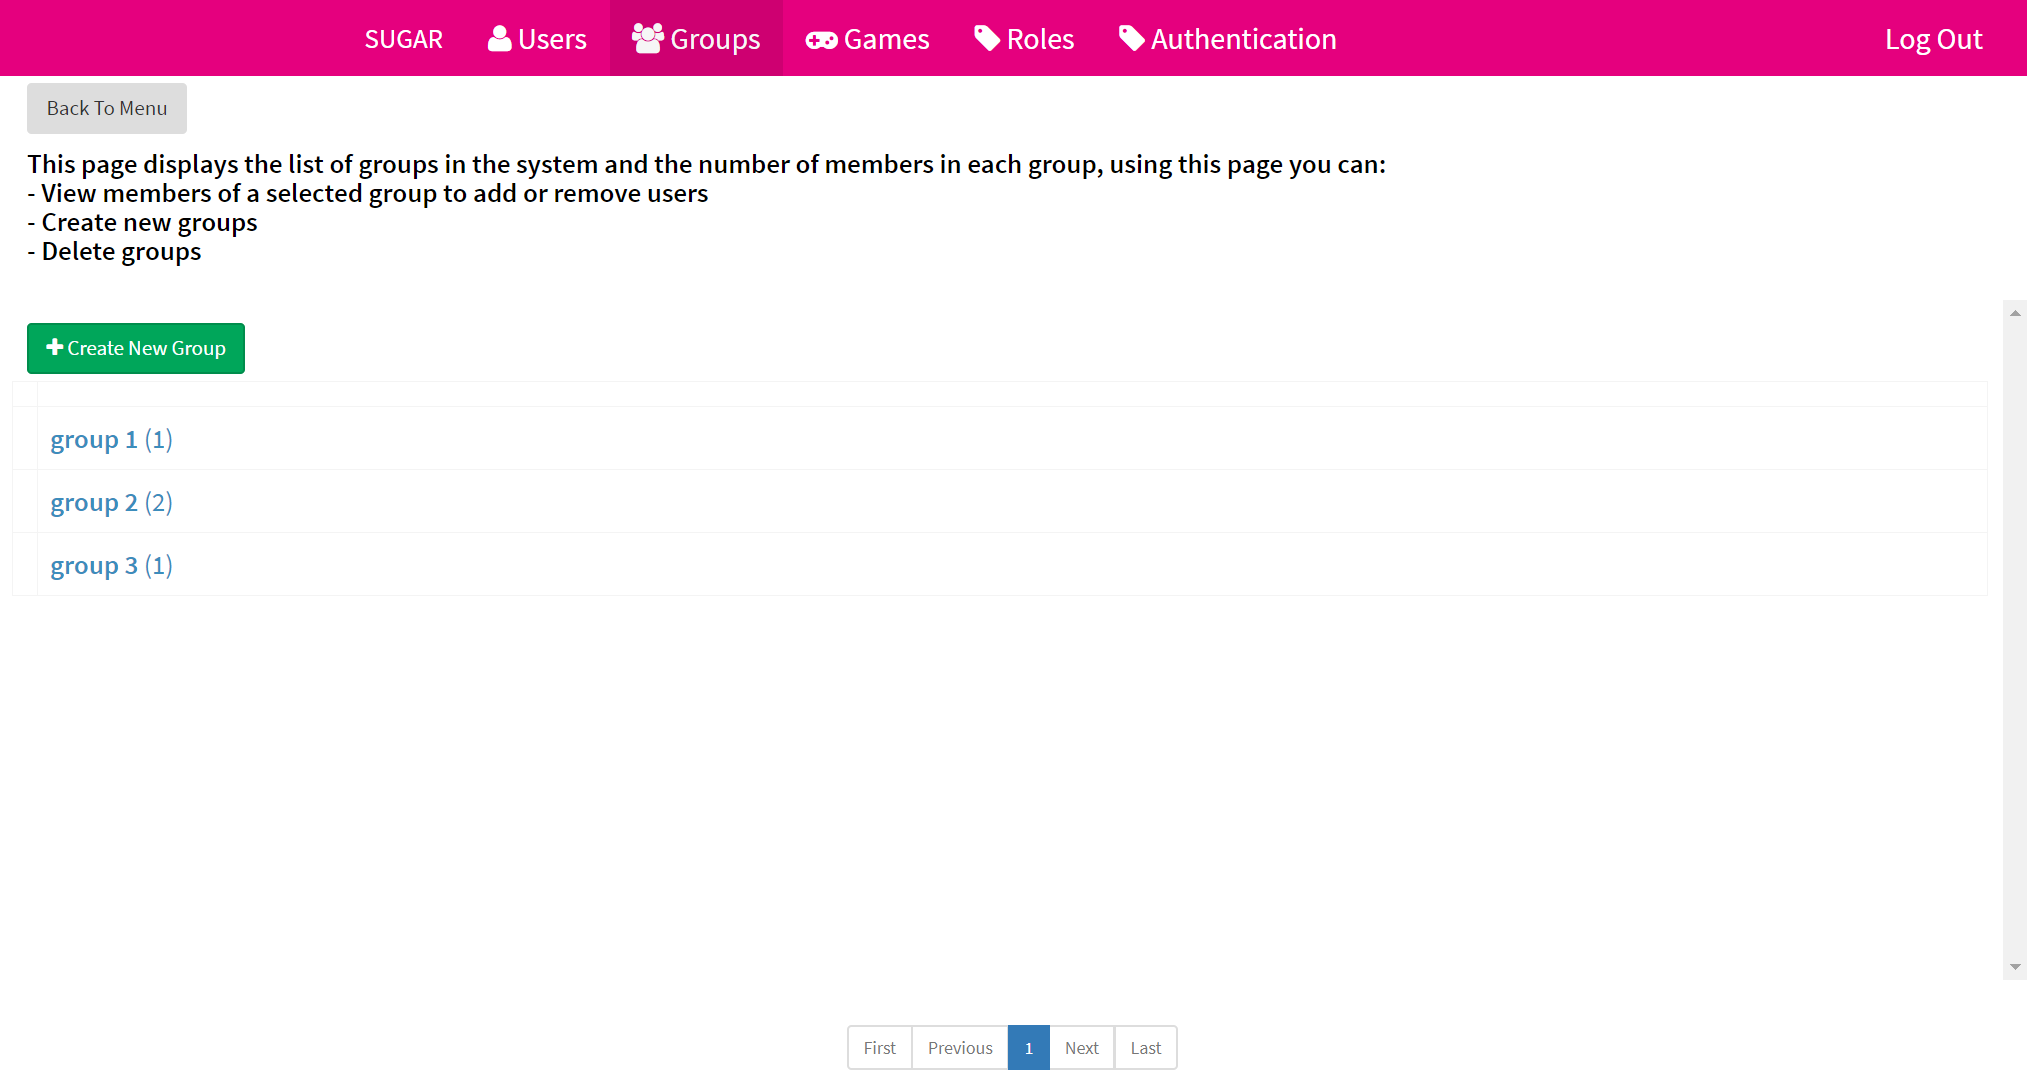 SUGAR Users Groups Games Roles Authentication Log Out
Back To Menu
This page displays the list of groups in the system and the number of members in each group, using this page you can:
- View members of a selected group to add or remove users
- Create new groups
- Delete groups
Create New Group
group 1 (1)
group 2 (2)
group 3 (1)
First Previous 1 Next Last